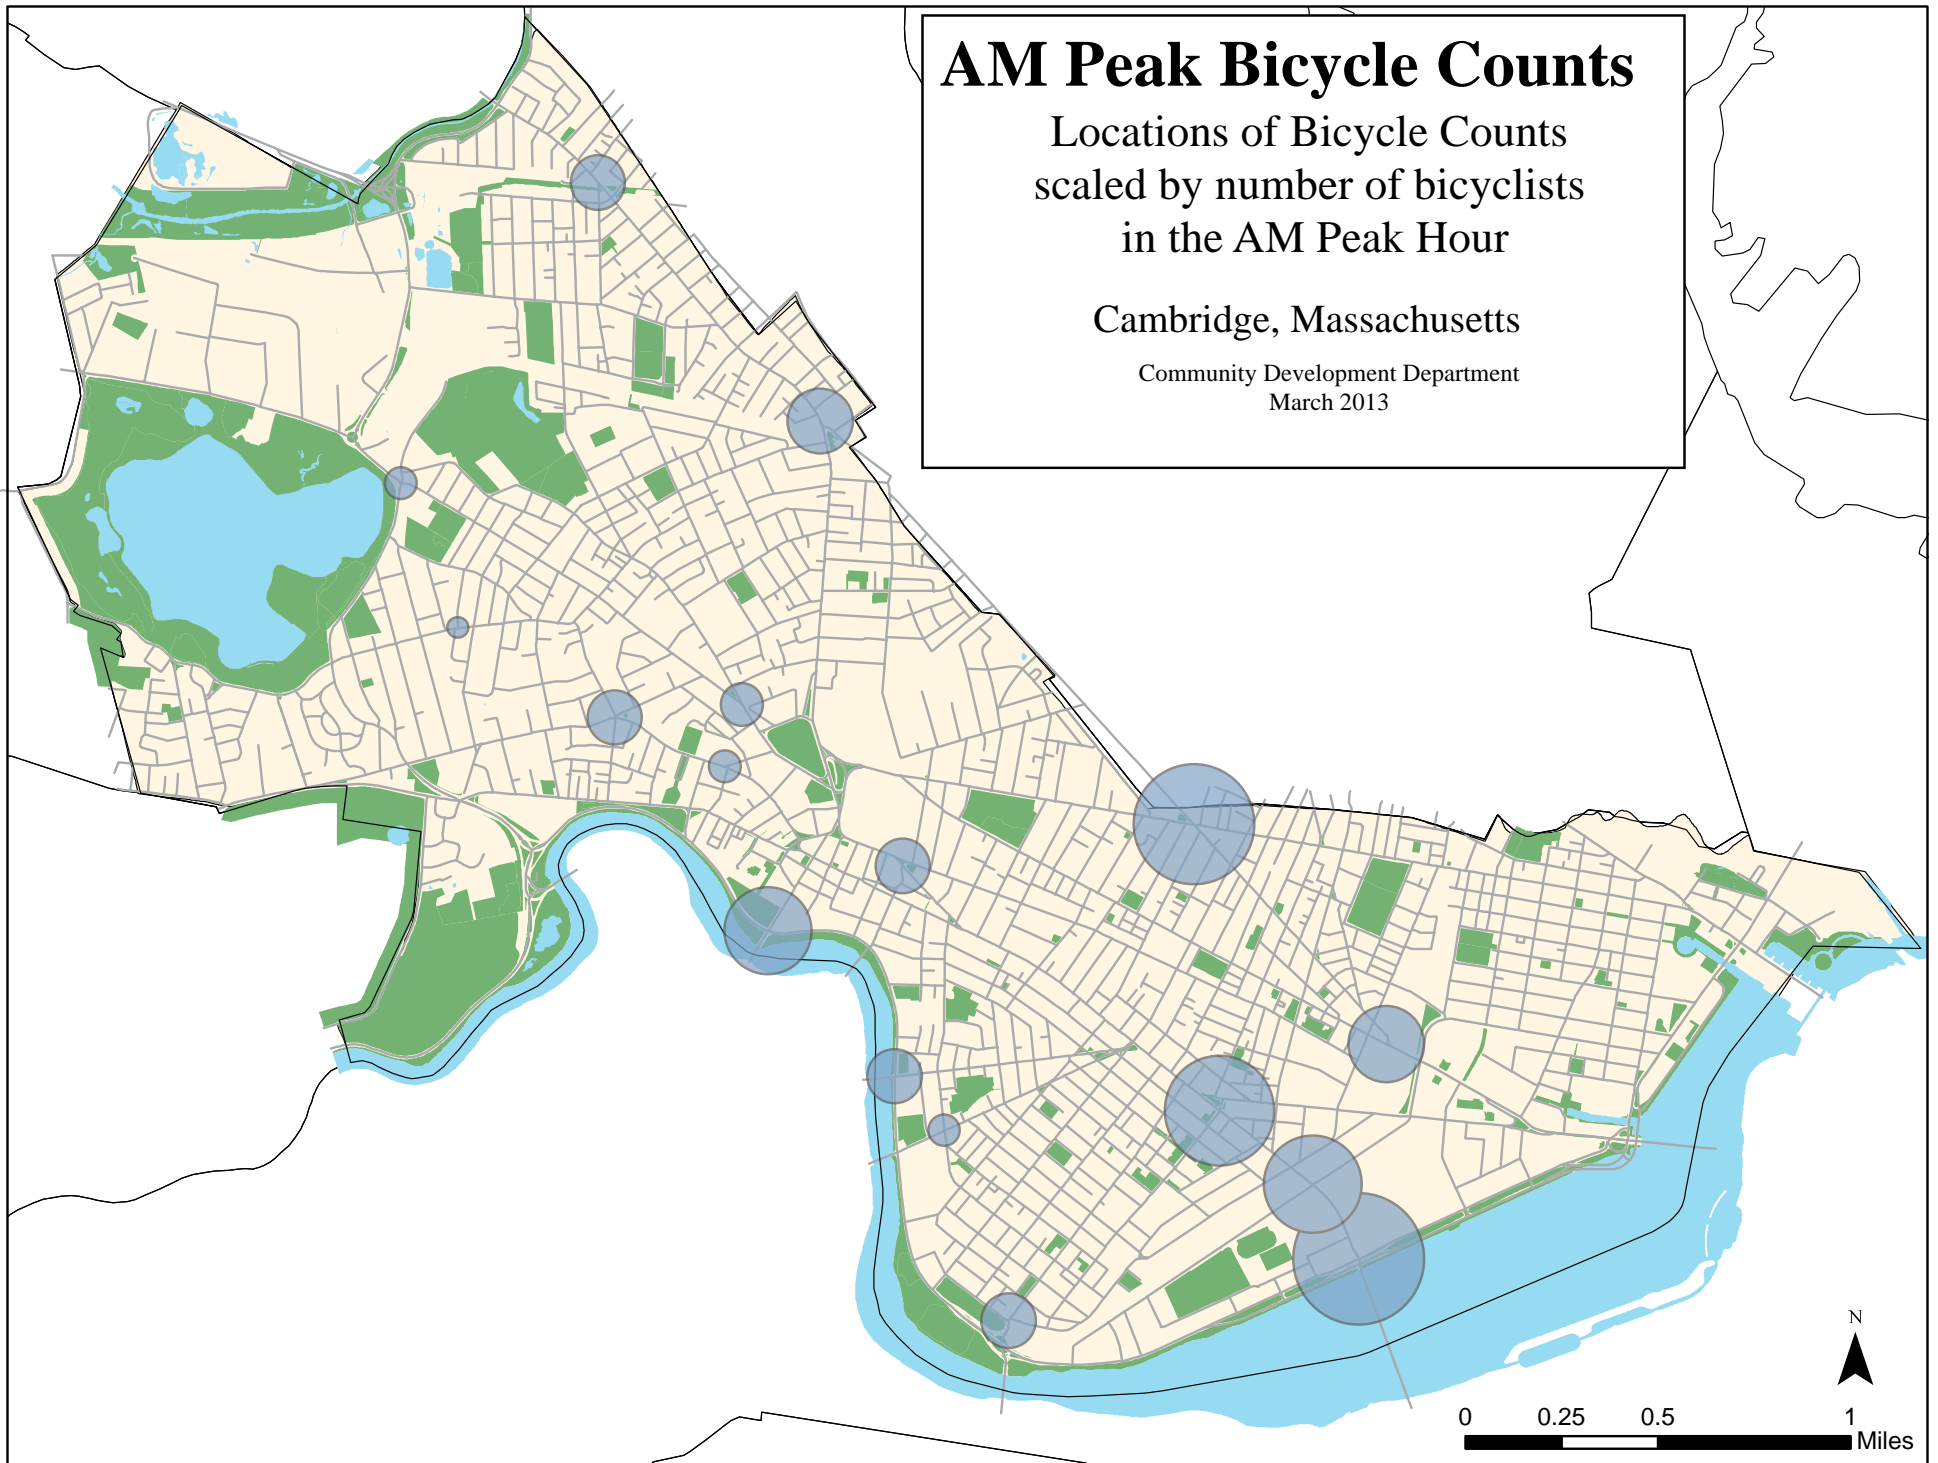 AM Peak Bicycle Counts
Locations of Bicycle Counts
scaled by number of bicyclists
in the AM Peak Hour
Cambridge, Massachusetts
Community Development Department
March 2013
N
0 0.25 0.5 1
Miles